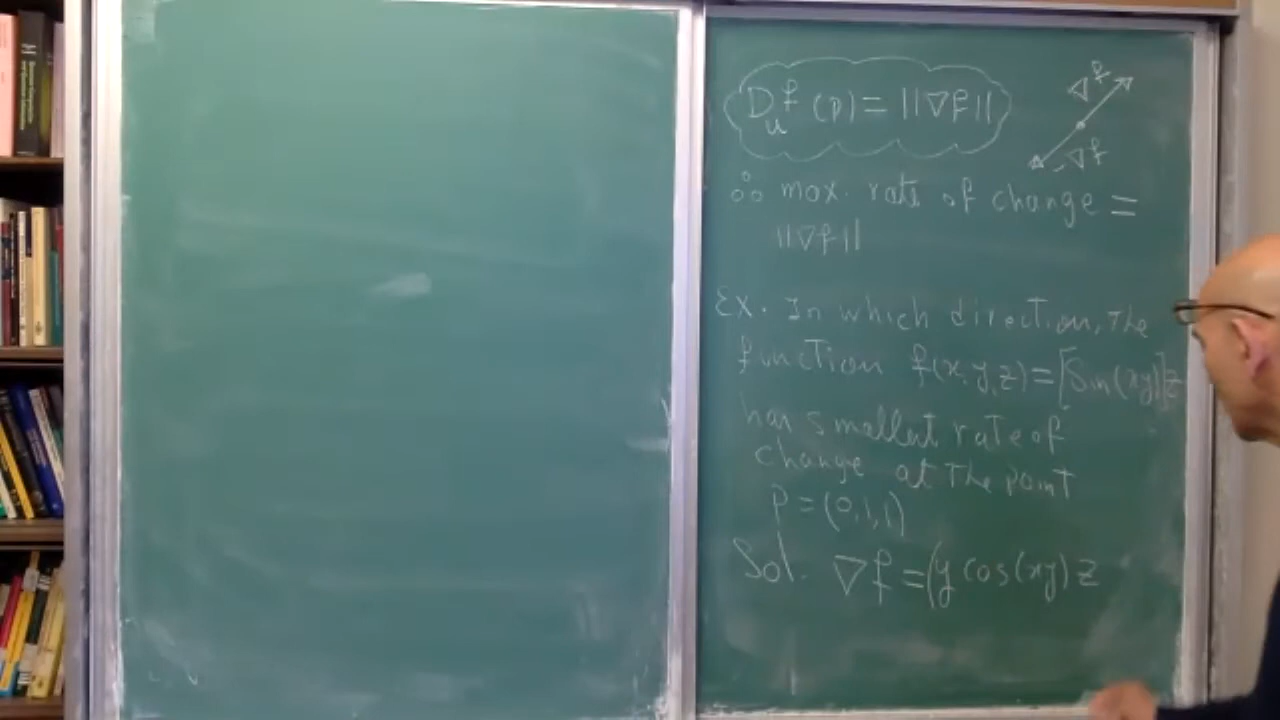 D_u f (p) = ||∇f||
∇f
-∇f
∴ max. rate of change =
||∇f||
Ex. In which direction, the
function f(x,y,z) = [Sin(xy)]z
has smallest rate of
change at the point
P = (0,1,1)
Sol. ∇f = (y cos(xy) z